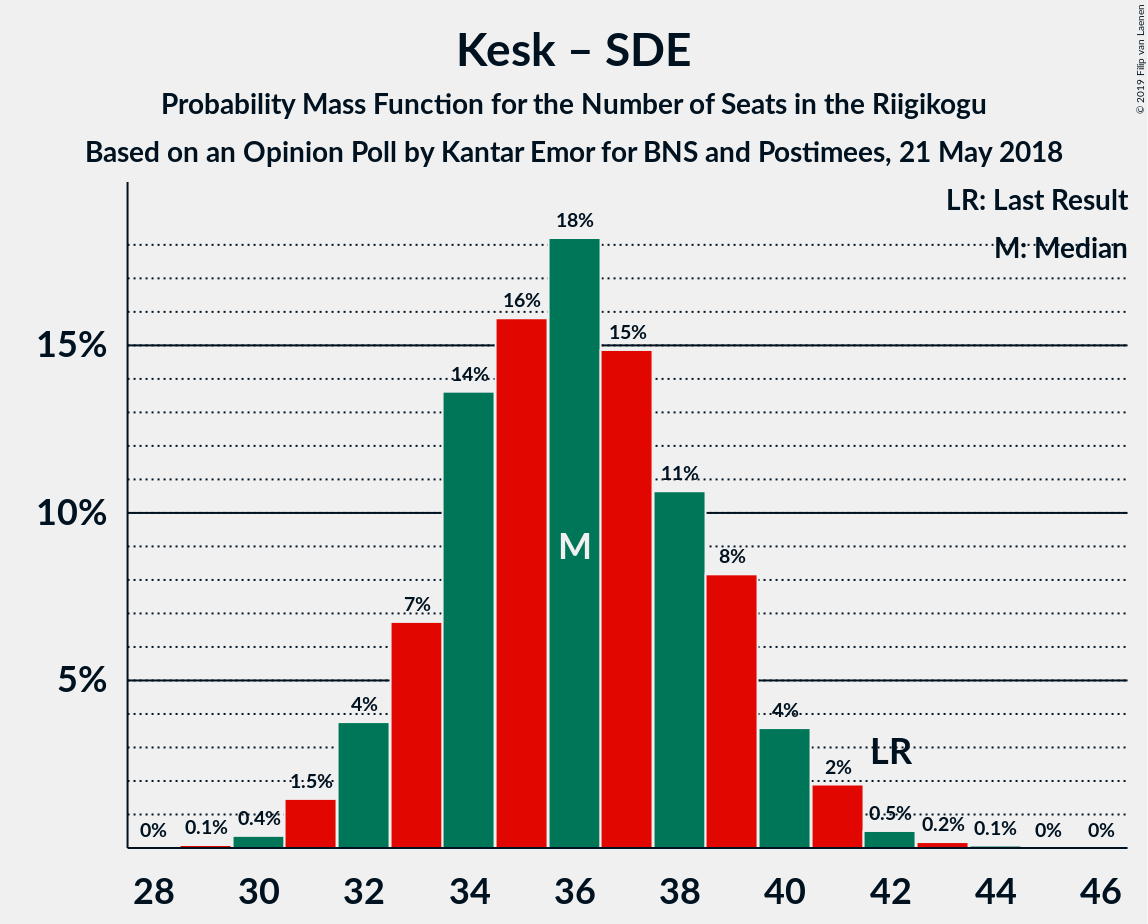 Kesk – SDE
Probability Mass Function for the Number of Seats in the Riigikogu
Based on an Opinion Poll by Kantar Emor for BNS and Postimees, 21 May 2018
© 2019 Filip van Laenen
LR: Last Result
M: Median
15%
10%
5%
0%
0.1%
0.4%
1.5%
4%
7%
14%
16%
18%
15%
11%
8%
4%
2%
0.5%
0.2%
0.1%
0%
0%
M
LR
28 30 32 34 36 38 40 42 44 46